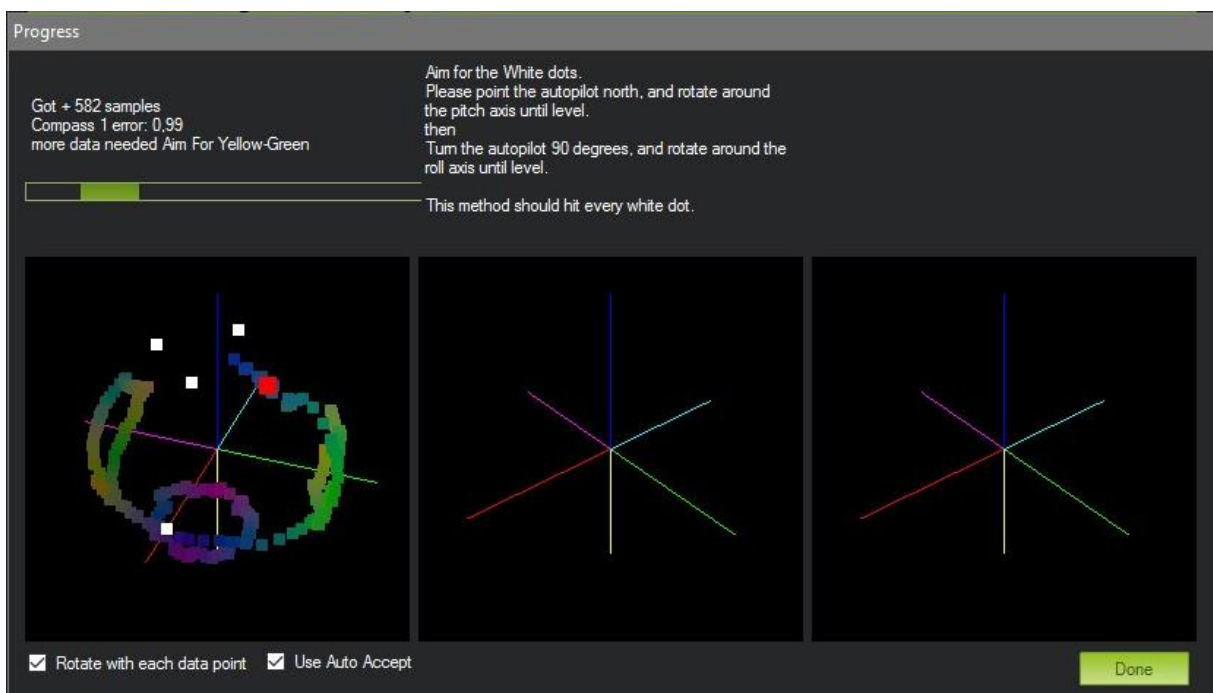 Progress
Got + 582 samples
Compass 1 error: 0,99
more data needed Aim For Yellow-Green
Aim for the White dots.
Please point the autopilot north, and rotate around
the pitch axis until level.
then
Turn the autopilot 90 degrees, and rotate around the
roll axis until level.
This method should hit every white dot.
Rotate with each data point
Use Auto Accept
Done